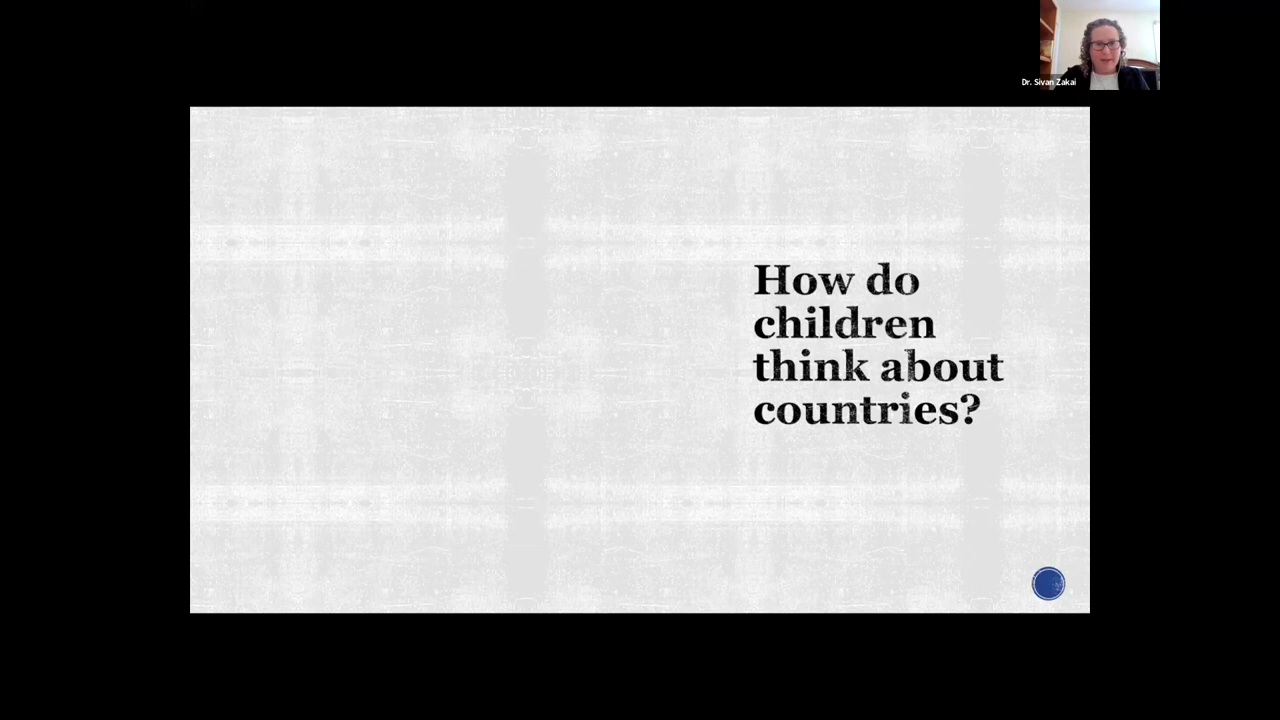 Dr. Sivan Zakai
How do
children
think about
countries?